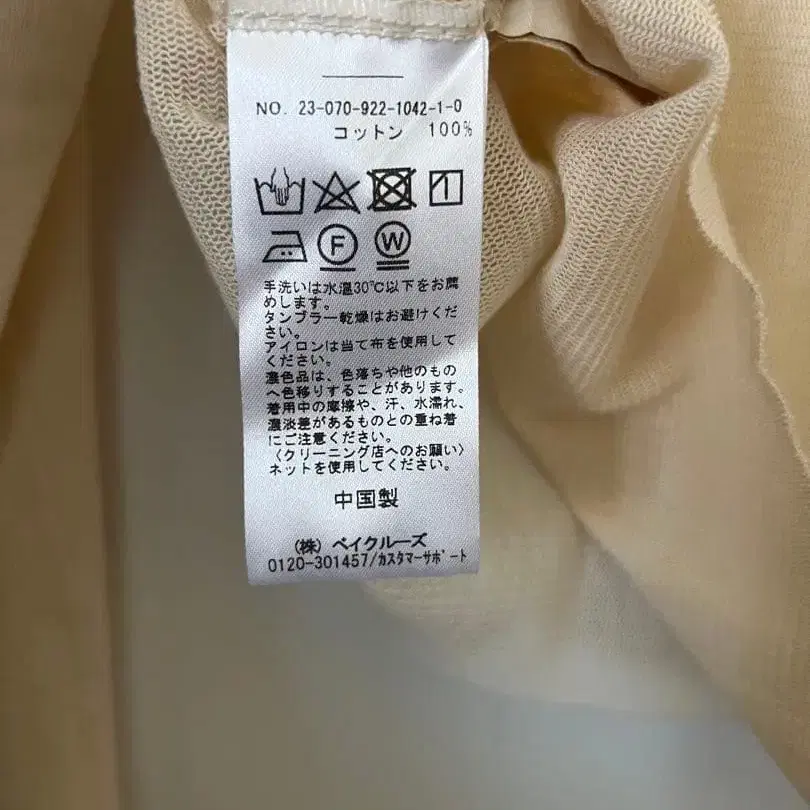 NO. 23-070-922-1042-1-0
コットン 100%
F W
手洗いは水温30℃以下をお薦
めします。
タンブラー乾燥はお避けくだ
さい。
アイロンは当て布を使用して
ください。
濃色品は、色落ちや他のもの
へ色移りすることがあります。
着用中の摩擦や、汗、水濡れ、
濃淡差があるものとの重ね着
にご注意ください。
〈クリーニング店へのお願い〉
ネットを使用してください。
中国製
(株) ベイクルーズ
0120-301457/カスタマーサポート